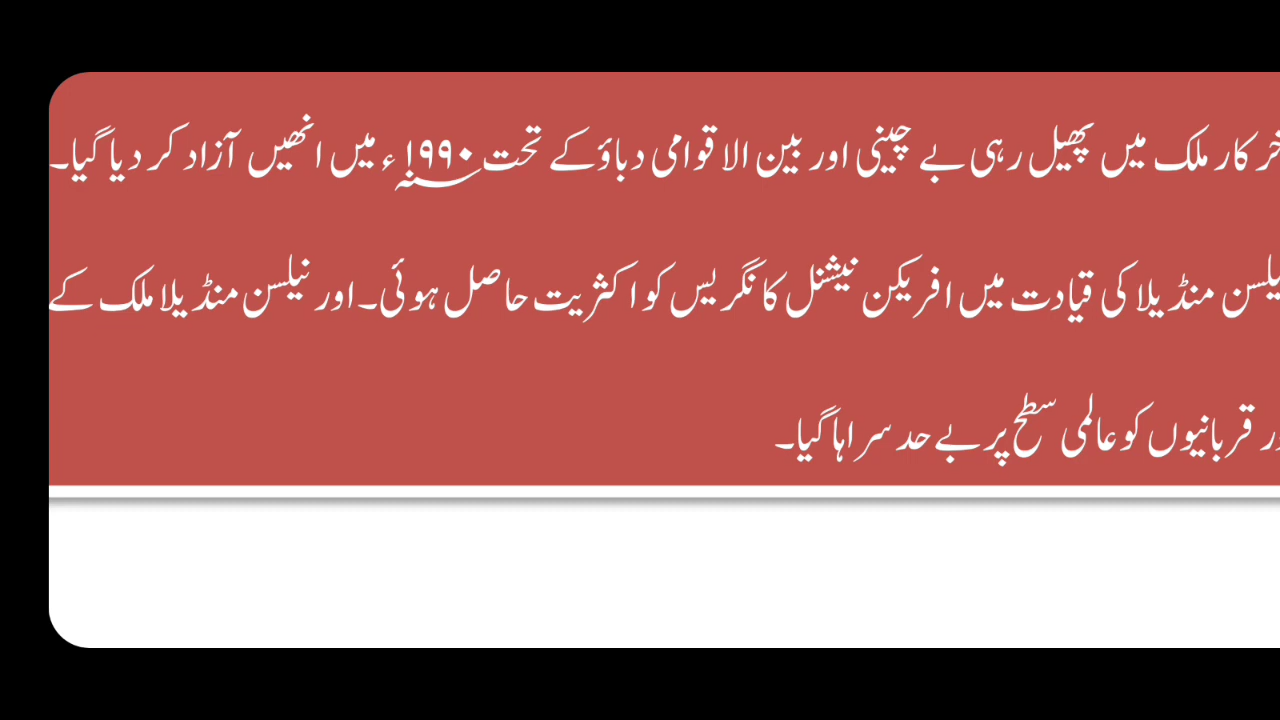 خر کار ملک میں پھیل رہی بے چینی اور بین الاقوامی دباؤ کے تحت ۱۹۹۰؁ء میں انھیں آزاد کر دیا گیا۔
یلسن منڈیلا کی قیادت میں افریکن نیشنل کانگریس کو اکثریت حاصل ہوئی۔اور نیلسن منڈیلا ملک کے
ر قربانیوں کو عالمی سطح پر بے حد سراہا گیا۔